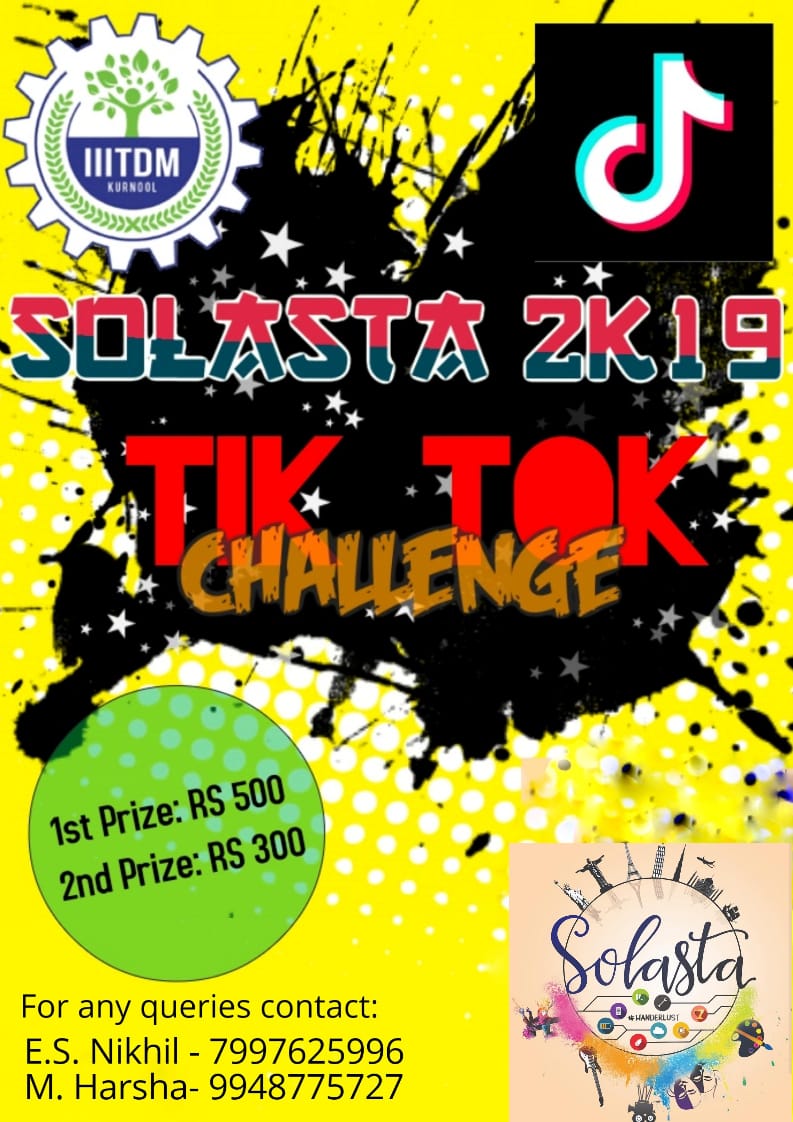 IIITDM
KURNOOL
SOLASTA 2K19
TIK TOK
CHALLENGE
1st Prize: RS 500
2nd Prize: RS 300
Solasta
#WANDERLUST
For any queries contact:
E.S. Nikhil - 7997625996
M. Harsha- 9948775727